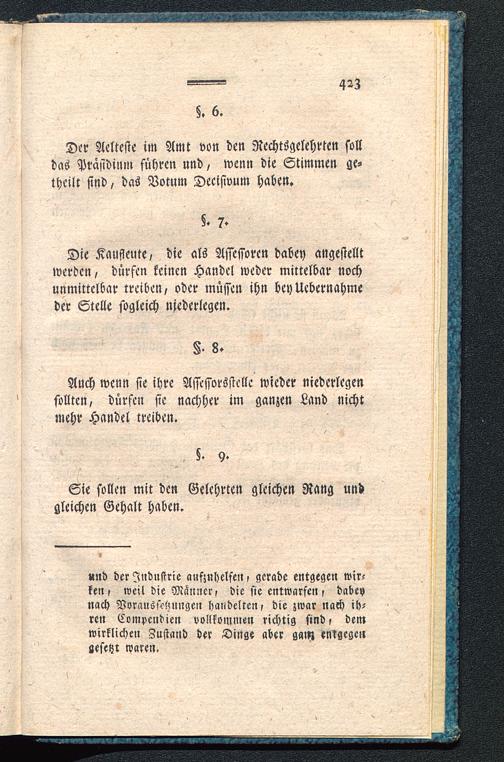 423
§. 6.
Der Aelteste im Amt von den Rechtsgelehrten soll
das Präsidium führen und, wenn die Stimmen ge-
theilt sind, das Votum Decisivum haben.
§. 7.
Die Kaufleute, die als Assessoren dabey angestellt
werden, dürfen keinen Handel weder mittelbar noch
unmittelbar treiben, oder müssen ihn bey Uebernahme
der Stelle sogleich niederlegen.
§. 8.
Auch wenn sie ihre Assessorsstelle wieder niederlegen
sollten, dürfen sie nachher im ganzen Land nicht
mehr Handel treiben.
§. 9.
Sie sollen mit den Gelehrten gleichen Rang und
gleichen Gehalt haben.
und der Industrie aufzuhelfen, gerade entgegen wir-
ken, weil die Männer, die sie entwarfen, dabey
nach Voraussetzungen handelten, die zwar nach ih-
ren Compendien vollkommen richtig sind, dem
wirklichen Zustand der Dinge aber ganz entgegen
gesetzt waren.